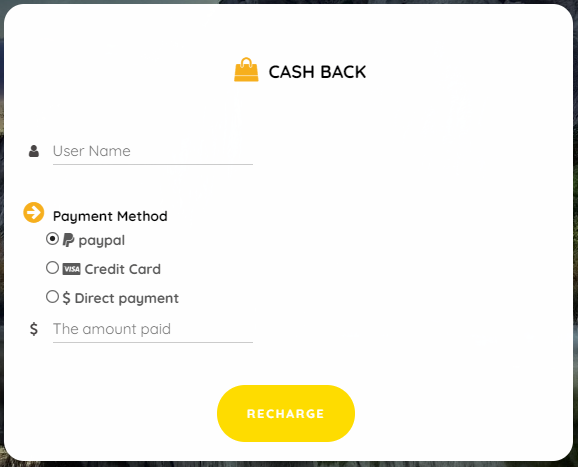 CASH BACK
User Name
Payment Method
paypal
VISA Credit Card
$ Direct payment
$ The amount paid
RECHARGE